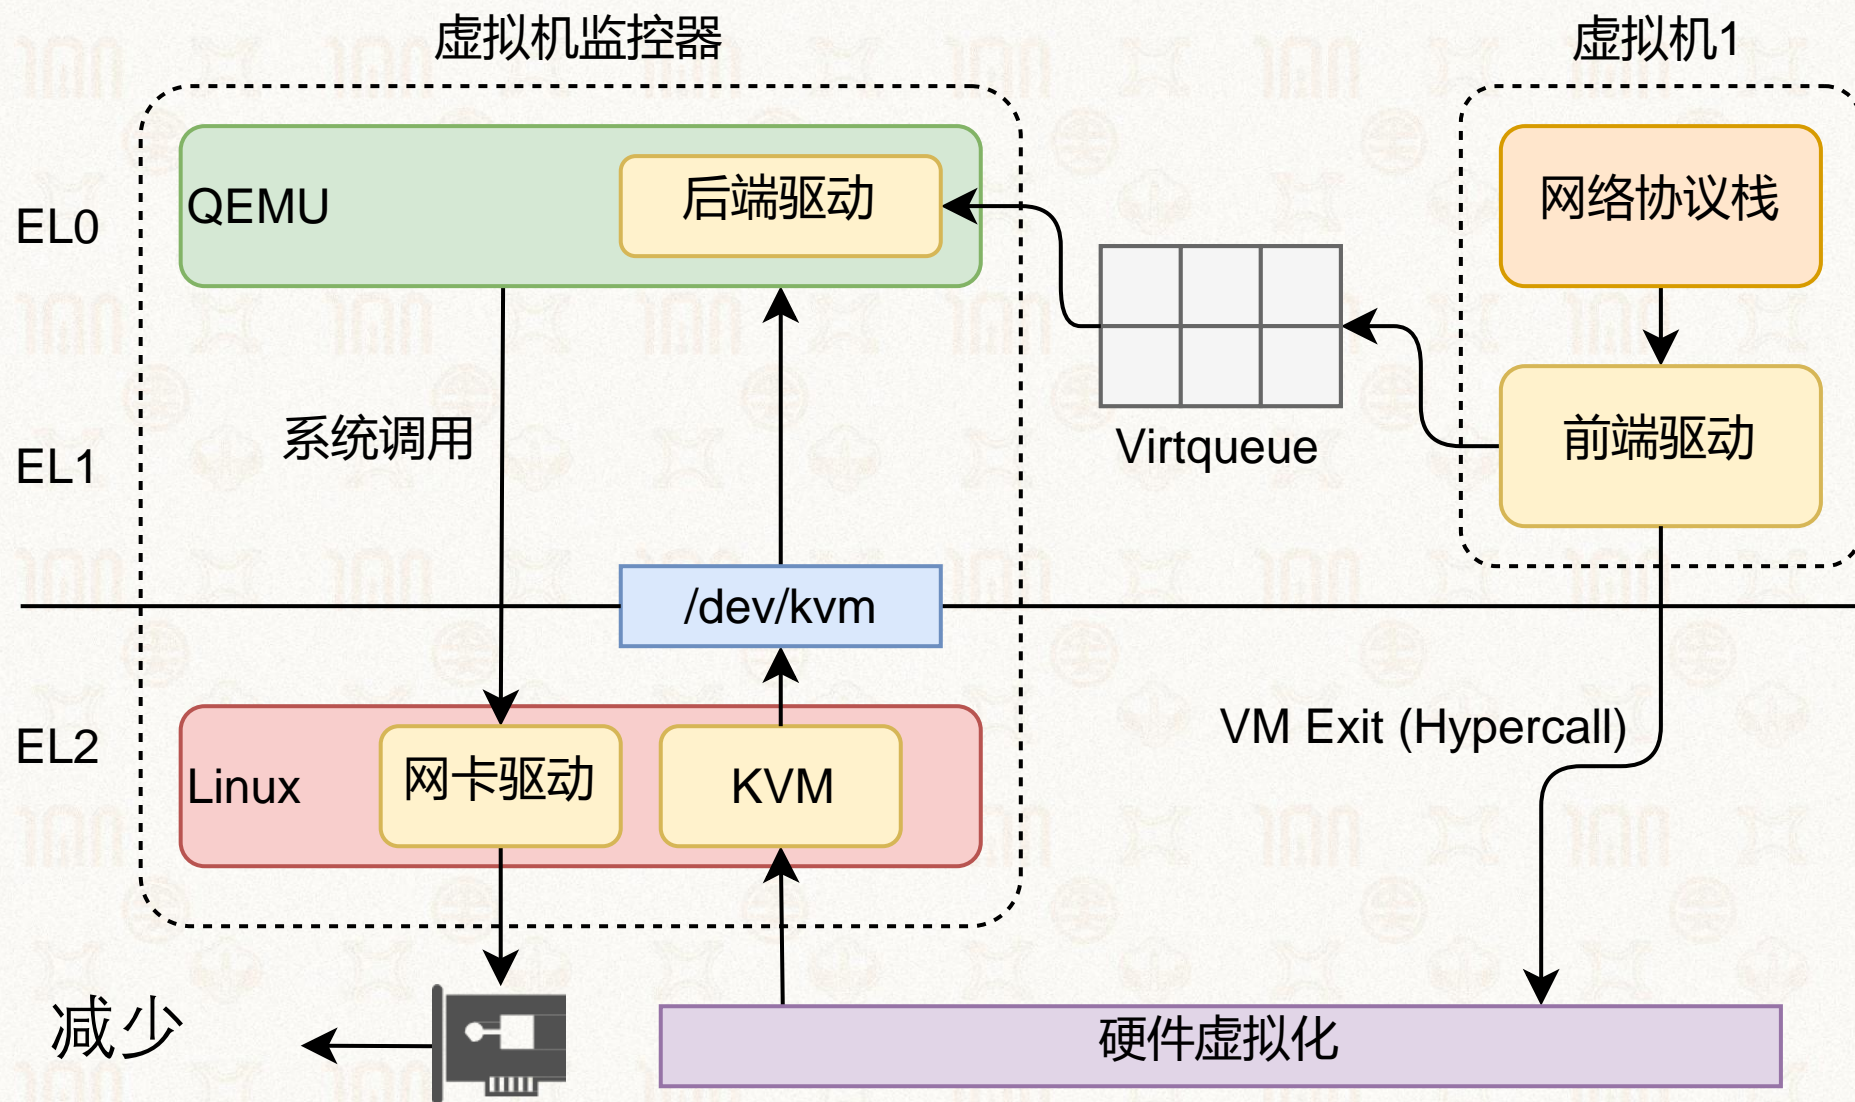 虚拟机监控器
虚拟机1
EL0
QEMU
后端驱动
网络协议栈
EL1
系统调用
Virtqueue
前端驱动
/dev/kvm
EL2
Linux
网卡驱动
KVM
VM Exit (Hypercall)
减少
硬件虚拟化